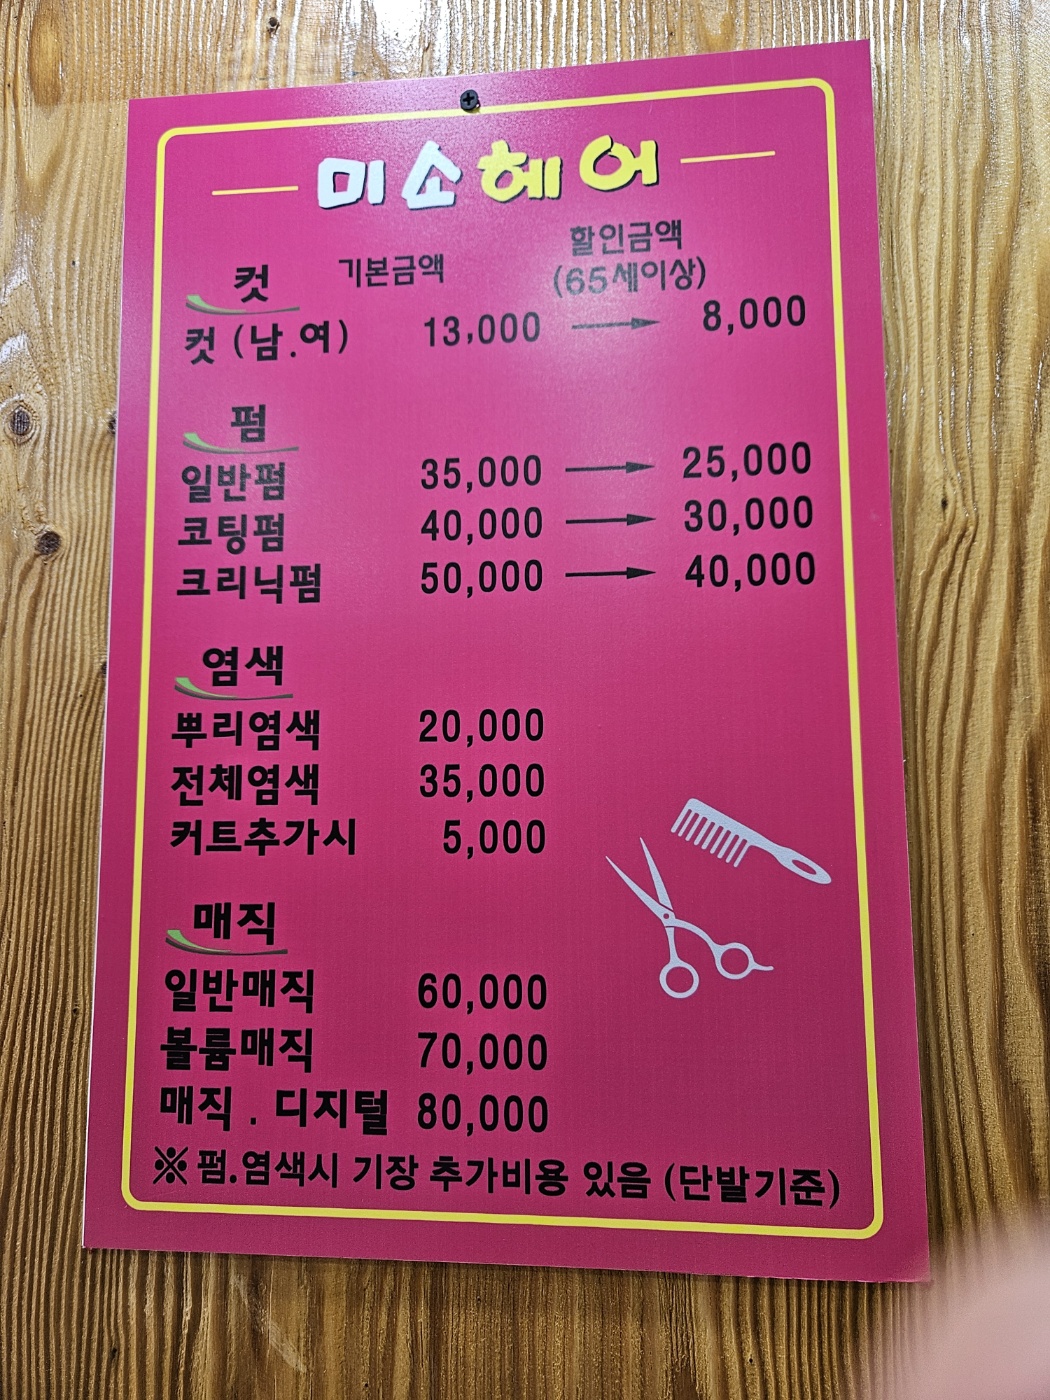 미소헤어
컷 기본금액 할인금액
(65세이상)
컷 (남.여) 13,000 → 8,000
펌
일반펌 35,000 → 25,000
코팅펌 40,000 → 30,000
크리닉펌 50,000 → 40,000
염색
뿌리염색 20,000
전체염색 35,000
커트추가시 5,000
매직
일반매직 60,000
볼륨매직 70,000
매직 . 디지털 80,000
※ 펌.염색시 기장 추가비용 있음 (단발기준)